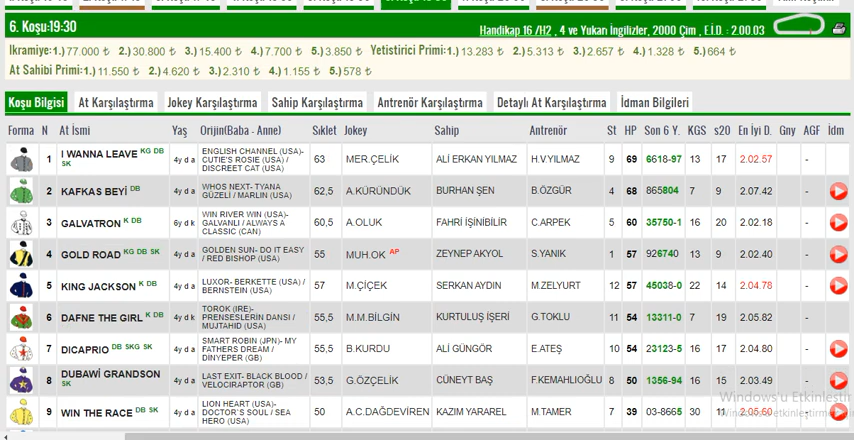 6. Koşu:19:30
Handikap 16 /H2 , 4 ve Yukarı İngilizler, 2000 Çim , E.İ.D. : 2.00.03
İkramiye:1.) 77.000 ₺ 2.) 30.800 ₺ 3.) 15.400 ₺ 4.) 7.700 ₺ 5.) 3.850 ₺ Yetistirici Primi:1.) 13.283 ₺ 2.) 5.313 ₺ 3.) 2.657 ₺ 4.) 1.328 ₺ 5.) 664 ₺
At Sahibi Primi:1.) 11.550 ₺ 2.) 4.620 ₺ 3.) 2.310 ₺ 4.) 1.155 ₺ 5.) 578 ₺
Koşu Bilgisi At Karşılaştırma Jokey Karşılaştırma Sahip Karşılaştırma Antrenör Karşılaştırma Detaylı At Karşılaştırma İdman Bilgileri
Forma N At İsmi Yaş Orijin(Baba - Anne) Sıklet Jokey Sahip Antrenör St HP Son 6 Y. KGS s20 En İyi D. Gny AGF İdm
1 I WANNA LEAVE KG DB SK 4y d a ENGLISH CHANNEL (USA)- CUTIE'S ROSIE (USA) / DISCREET CAT (USA) 63 MER.ÇELİK ALİ ERKAN YILMAZ H.V.YILMAZ 9 69 6618-97 13 17 2.02.57 -
2 KAFKAS BEYİ DB 4y d a WHOS NEXT- TYANA GÜZELİ / MARLIN (USA) 62,5 A.KÜRÜNDÜK BURHAN ŞEN B.ÖZGÜR 4 68 865804 7 9 2.07.42 -
3 GALVATRON K DB 6y d k WIN RIVER WIN (USA)- GALVANLI / ALWAYS A CLASSIC (CAN) 60,5 A.OLUK FAHRİ İŞİNİBİLİR C.ARPEK 5 60 35750-1 16 20 2.02.18 -
4 GOLD ROAD KG DB SK 4y d a GOLDEN SUN- DO IT EASY / RED BISHOP (USA) 55 MUH.OK AP ZEYNEP AKYOL S.YANIK 1 57 926740 13 9 2.02.40 -
5 KING JACKSON K DB 4y d a LUXOR- BERKETTE (USA) / BERNSTEIN (USA) 57 M.ÇİÇEK SERKAN AYDIN M.ZELYURT 12 57 45038-0 22 14 2.04.78 -
6 DAFNE THE GIRL K DB 4y d k TOROK (IRE)- PRENSESLERİN DANSI / MUJTAHID (USA) 55,5 M.M.BİLGİN KURTULUŞ İŞERİ G.TOKLU 11 54 13311-0 7 19 2.05.82 -
7 DICAPRIO DB SKG SK 4y d a SMART ROBIN (JPN)- MY FATHERS DREAM / DINYEPER (GB) 55,5 B.KURDU ALİ GÜNGÖR E.ATEŞ 10 54 23123-5 16 17 2.04.80 -
8 DUBAWİ GRANDSON SK 4y d a LAST EXIT- BLACK BLOOD / VELOCIRAPTOR (GB) 53,5 G.ÖZÇELİK CÜNEYT BAŞ F.KEMAHLIOĞLU 8 50 1356-94 16 15 2.03.49 -
9 WIN THE RACE DB SK 4y d a LION HEART (USA)- DOCTOR`S SOUL / SEA HERO (USA) 50 A.C.DAĞDEVİREN KAZIM YARAREL M.TAMER 7 39 03-8665 30 11 2.05.60 -
Windows'u Etkinleştir